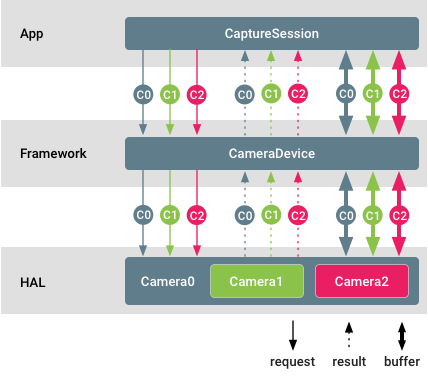 App
CaptureSession
C0 C1 C2 C0 C1 C2 C0 C1 C2
Framework
CameraDevice
C0 C1 C2 C0 C1 C2 C0 C1 C2
HAL
Camera0 Camera1 Camera2
request result buffer